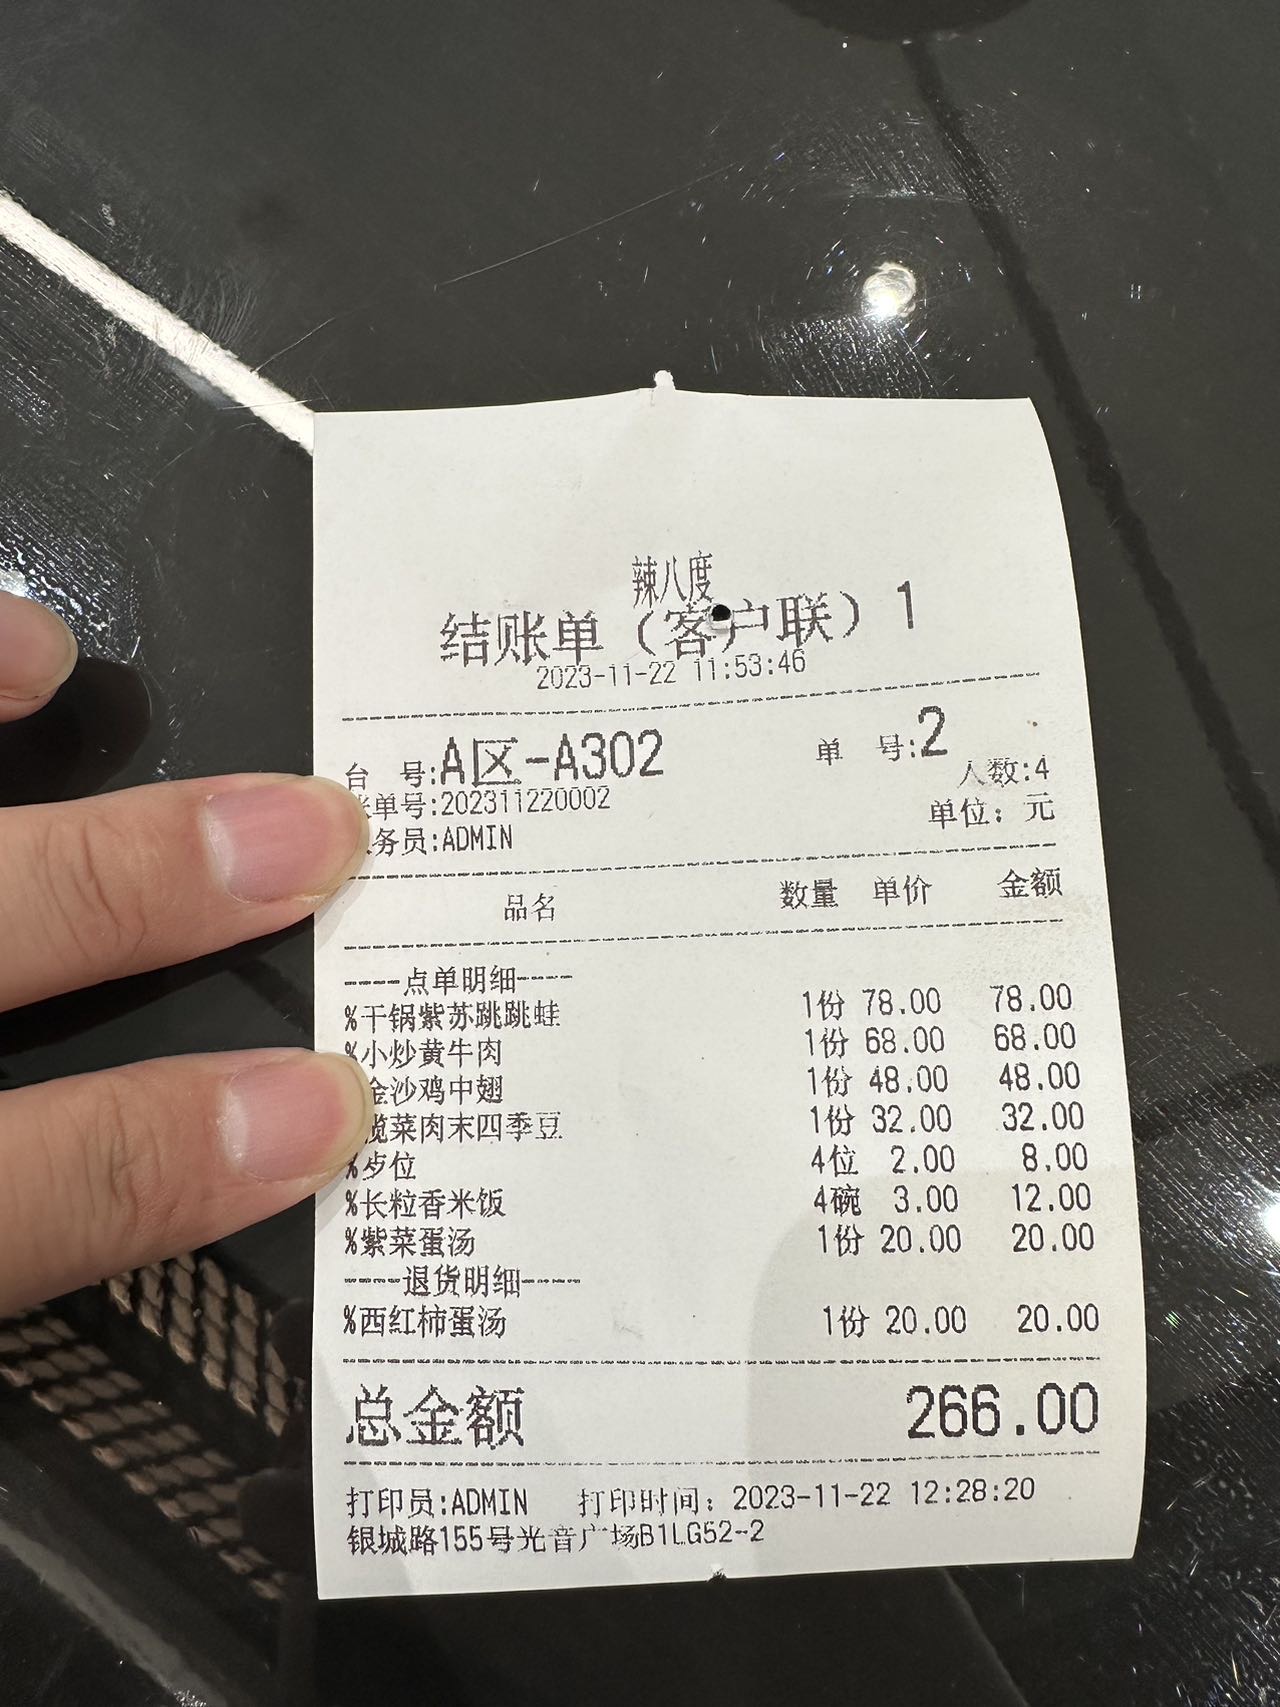 辣八度
结账单（客户联）1
2023-11-22 11:53:46
台 号:A区-A302 单 号:2
账单号:202311220002 人数:4
务员:ADMIN 单位：元
品名 数量 单价 金额
----点单明细----
%干锅紫苏跳跳蛙 1份 78.00 78.00
%小炒黄牛肉 1份 68.00 68.00
金沙鸡中翅 1份 48.00 48.00
榄菜肉末四季豆 1份 32.00 32.00
%歺位 4位 2.00 8.00
%长粒香米饭 4碗 3.00 12.00
%紫菜蛋汤 1份 20.00 20.00
----退货明细----
%西红柿蛋汤 1份 20.00 20.00
总金额 266.00
打印员:ADMIN 打印时间：2023-11-22 12:28:20
银城路155号光音广场B1LG52-2